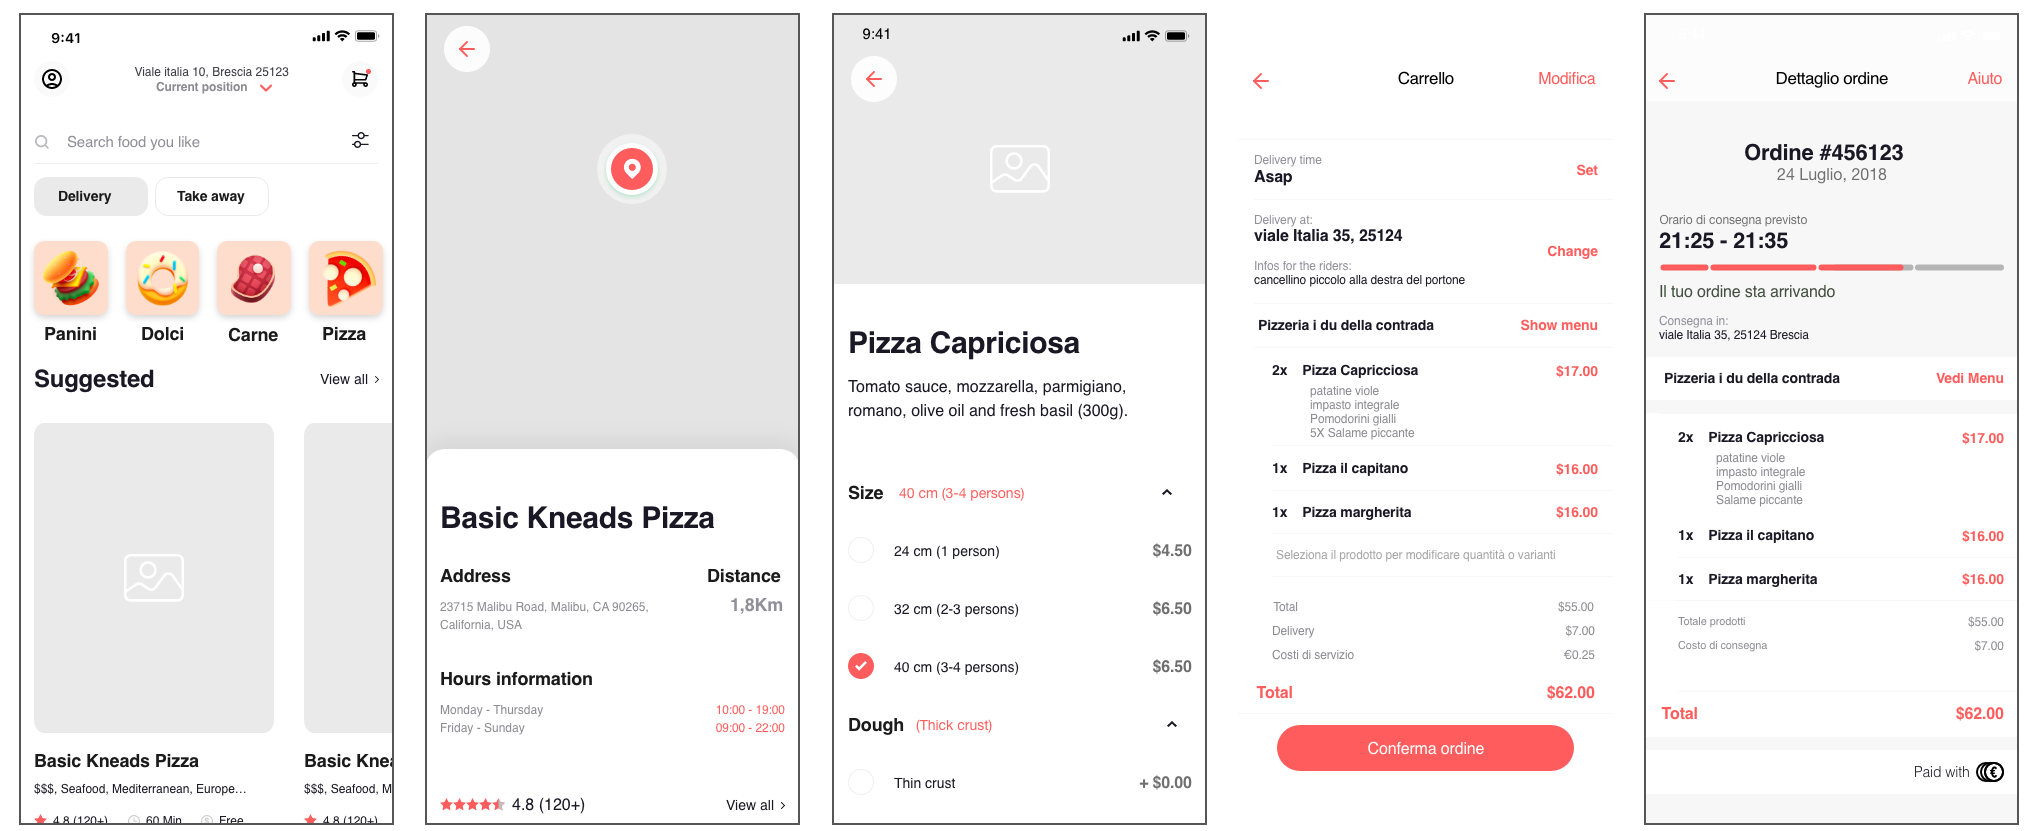 9:41
Viale italia 10, Brescia 25123
Current position
Search food you like
Delivery Take away
Panini Dolci Carne Pizza
Suggested View all
Basic Kneads Pizza Basic Knea
$$$, Seafood, Mediterranean, Europe... $$$, Seafood, M
4.8 (120+) 60 Min Free 4.8 (120+)
Basic Kneads Pizza
Address Distance
23715 Malibu Road, Malibu, CA 90265, 1,8Km
California, USA
Hours information
Monday - Thursday 10:00 - 19:00
Friday - Sunday 09:00 - 22:00
4.8 (120+) View all
9:41
Pizza Capriciosa
Tomato sauce, mozzarella, parmigiano,
romano, olive oil and fresh basil (300g).
Size 40 cm (3-4 persons)
24 cm (1 person) $4.50
32 cm (2-3 persons) $6.50
40 cm (3-4 persons) $6.50
Dough (Thick crust)
Thin crust + $0.00
Carrello Modifica
Delivery time
Asap Set
Delivery at:
viale Italia 35, 25124
Change
Infos for the riders:
cancellino piccolo alla destra del portone
Pizzeria i du della contrada Show menu
2x Pizza Capricciosa $17.00
patatine viole
impasto integrale
Pomodorini gialli
5X Salame piccante
1x Pizza il capitano $16.00
1x Pizza margherita $16.00
Seleziona il prodotto per modificare quantità o varianti
Total $55.00
Delivery $7.00
Costi di servizio €0.25
Total $62.00
Conferma ordine
Dettaglio ordine Aiuto
Ordine #456123
24 Luglio, 2018
Orario di consegna previsto
21:25 - 21:35
Il tuo ordine sta arrivando
Consegna in:
viale Italia 35, 25124 Brescia
Pizzeria i du della contrada Vedi Menu
2x Pizza Capricciosa $17.00
patatine viole
impasto integrale
Pomodorini gialli
Salame piccante
1x Pizza il capitano $16.00
1x Pizza margherita $16.00
Totale prodotti $55.00
Costo di consegna $7.00
Total $62.00
Paid with